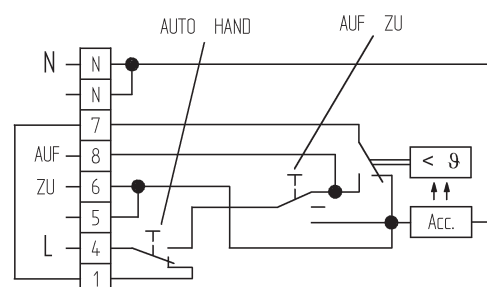 AUTO HAND AUF ZU
N N
N
7
AUF 8 < ϑ
ZU 6
5 Acc.
L 4
1